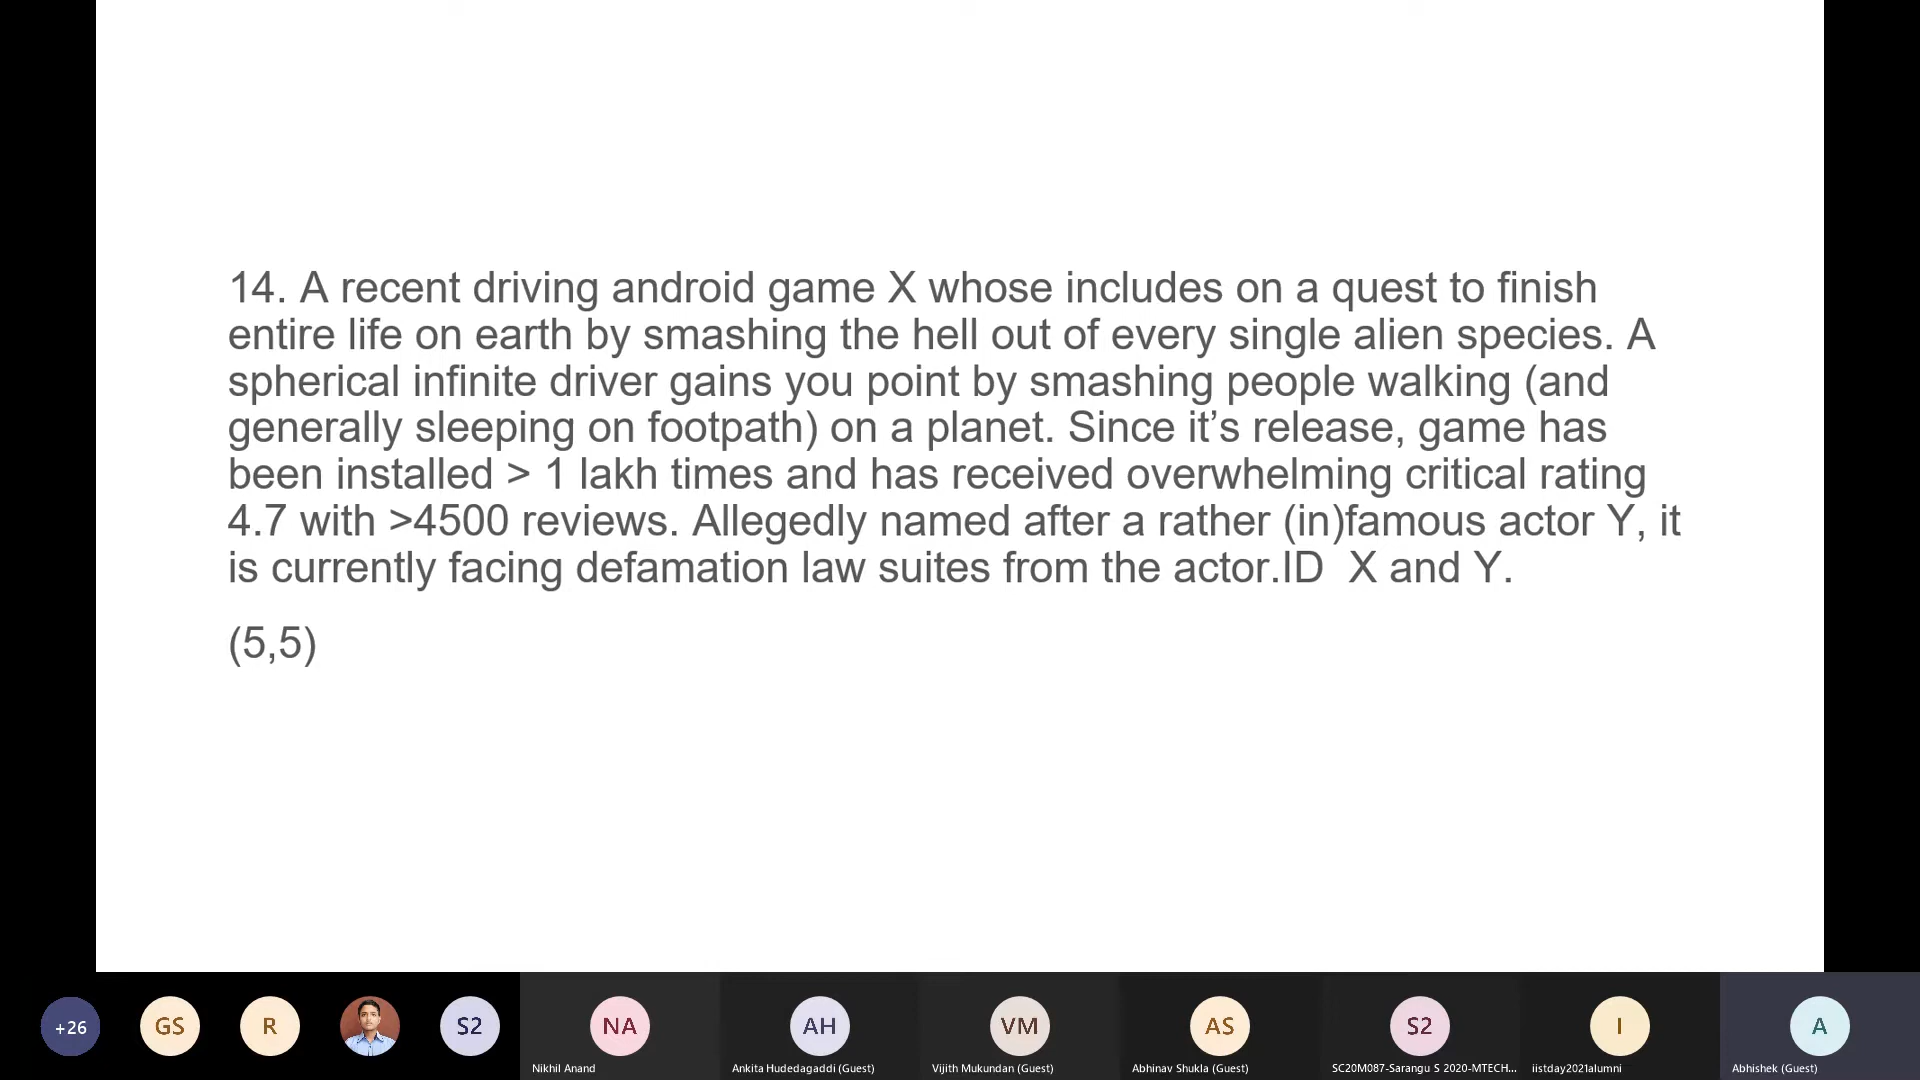 14. A recent driving android game X whose includes on a quest to finish
entire life on earth by smashing the hell out of every single alien species. A
spherical infinite driver gains you point by smashing people walking (and
generally sleeping on footpath) on a planet. Since it’s release, game has
been installed > 1 lakh times and has received overwhelming critical rating
4.7 with >4500 reviews. Allegedly named after a rather (in)famous actor Y, it
is currently facing defamation law suites from the actor.ID  X and Y.
(5,5)
+26
GS
R
S2
NA
AH
VM
AS
S2
I
A
Nikhil Anand
Ankita Hudedagaddi (Guest)
Vijith Mukundan (Guest)
Abhinav Shukla (Guest)
SC20M087-Sarangu S 2020-MTECH...
iistday2021alumni
Abhishek (Guest)